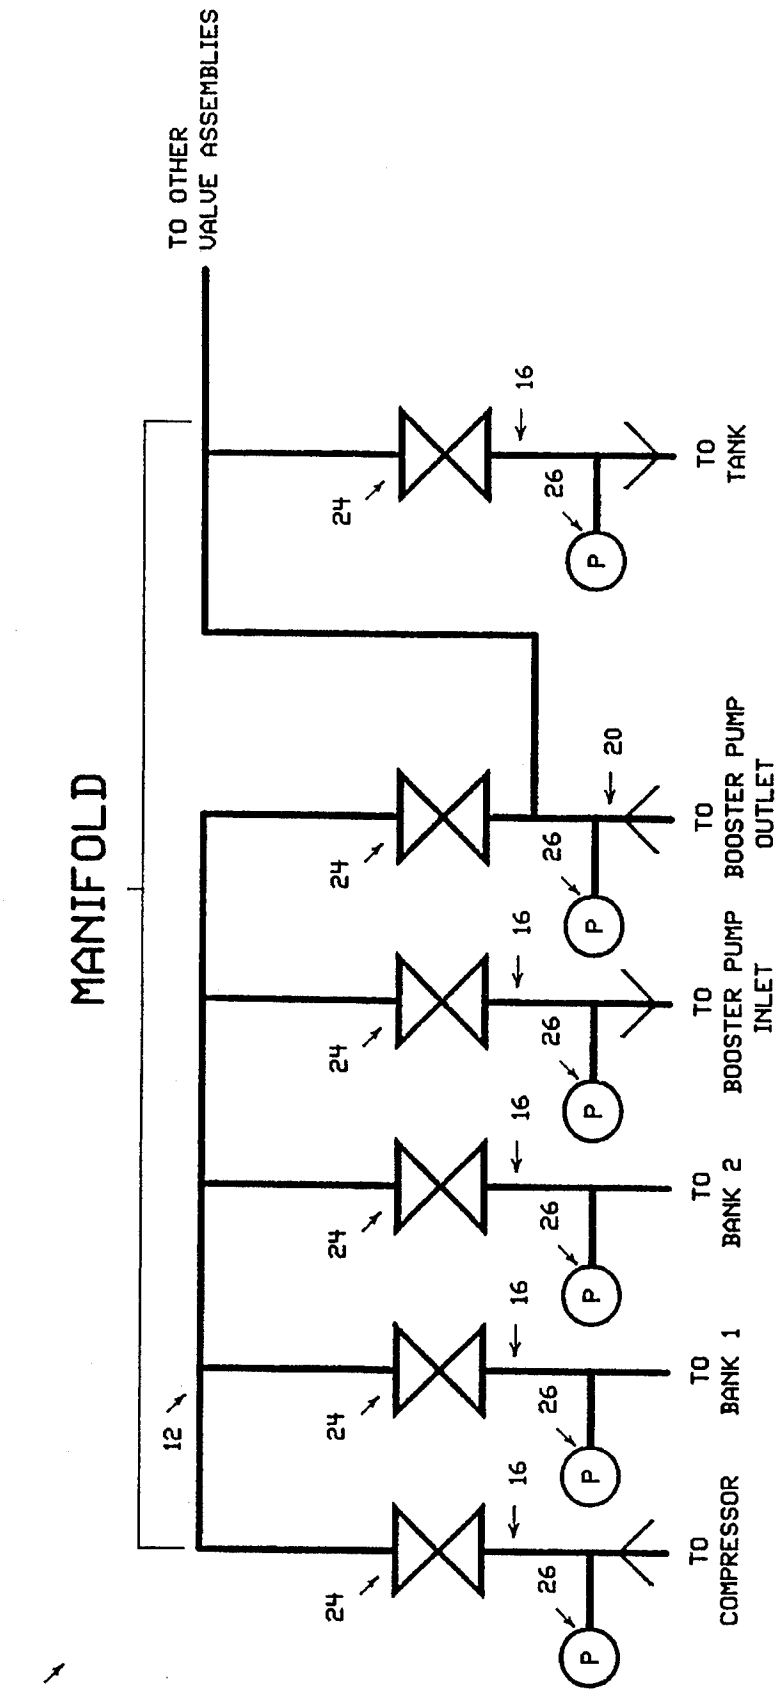 MANIFOLD
TO OTHER
VALVE ASSEMBLIES
12
24
24
24
24
24
24
16
16
16
16
20
16
26
26
26
26
26
26
P
P
P
P
P
P
TO
COMPRESSOR
TO
BANK 1
TO
BANK 2
TO
BOOSTER PUMP
INLET
TO
BOOSTER PUMP
OUTLET
TO
TANK